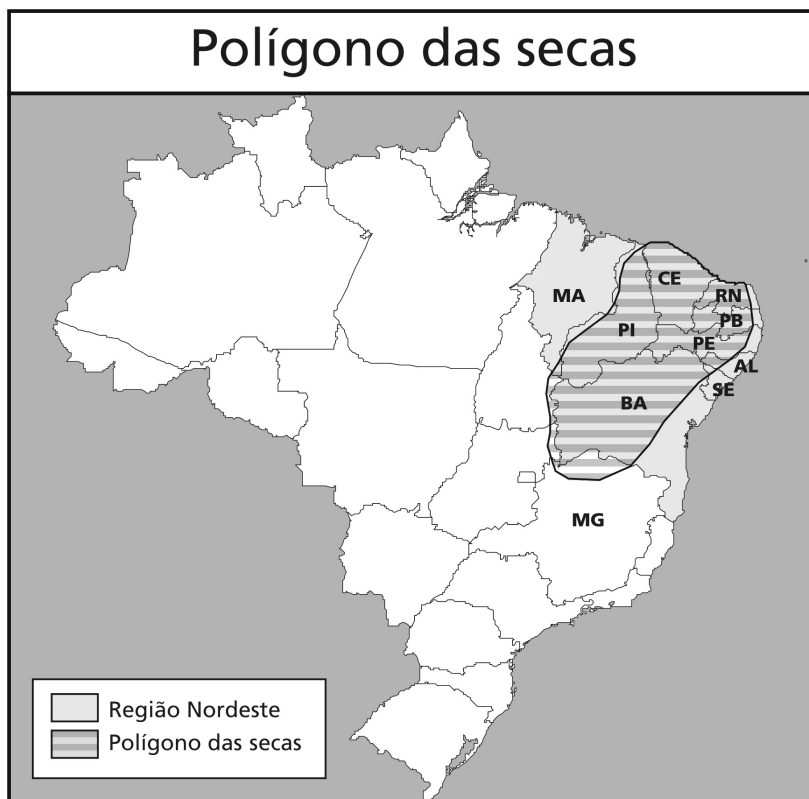 Polígono das secas
CE
MA
RN
PB
PI
PE
AL
SE
BA
MG
Região Nordeste
Polígono das secas